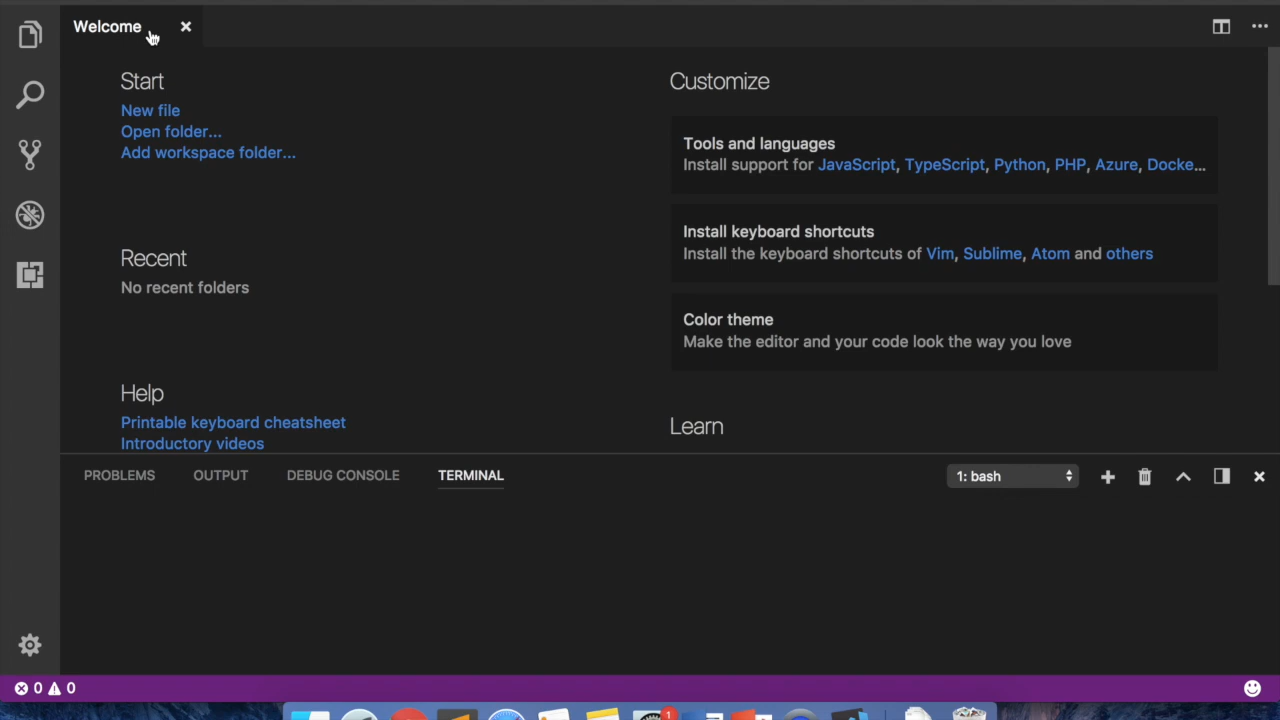 Welcome
Start
New file
Open folder...
Add workspace folder...
Recent
No recent folders
Help
Printable keyboard cheatsheet
Introductory videos
Customize
Tools and languages
Install support for JavaScript, TypeScript, Python, PHP, Azure, Docke...
Install keyboard shortcuts
Install the keyboard shortcuts of Vim, Sublime, Atom and others
Color theme
Make the editor and your code look the way you love
Learn
PROBLEMS OUTPUT DEBUG CONSOLE TERMINAL 1: bash
0 0
1